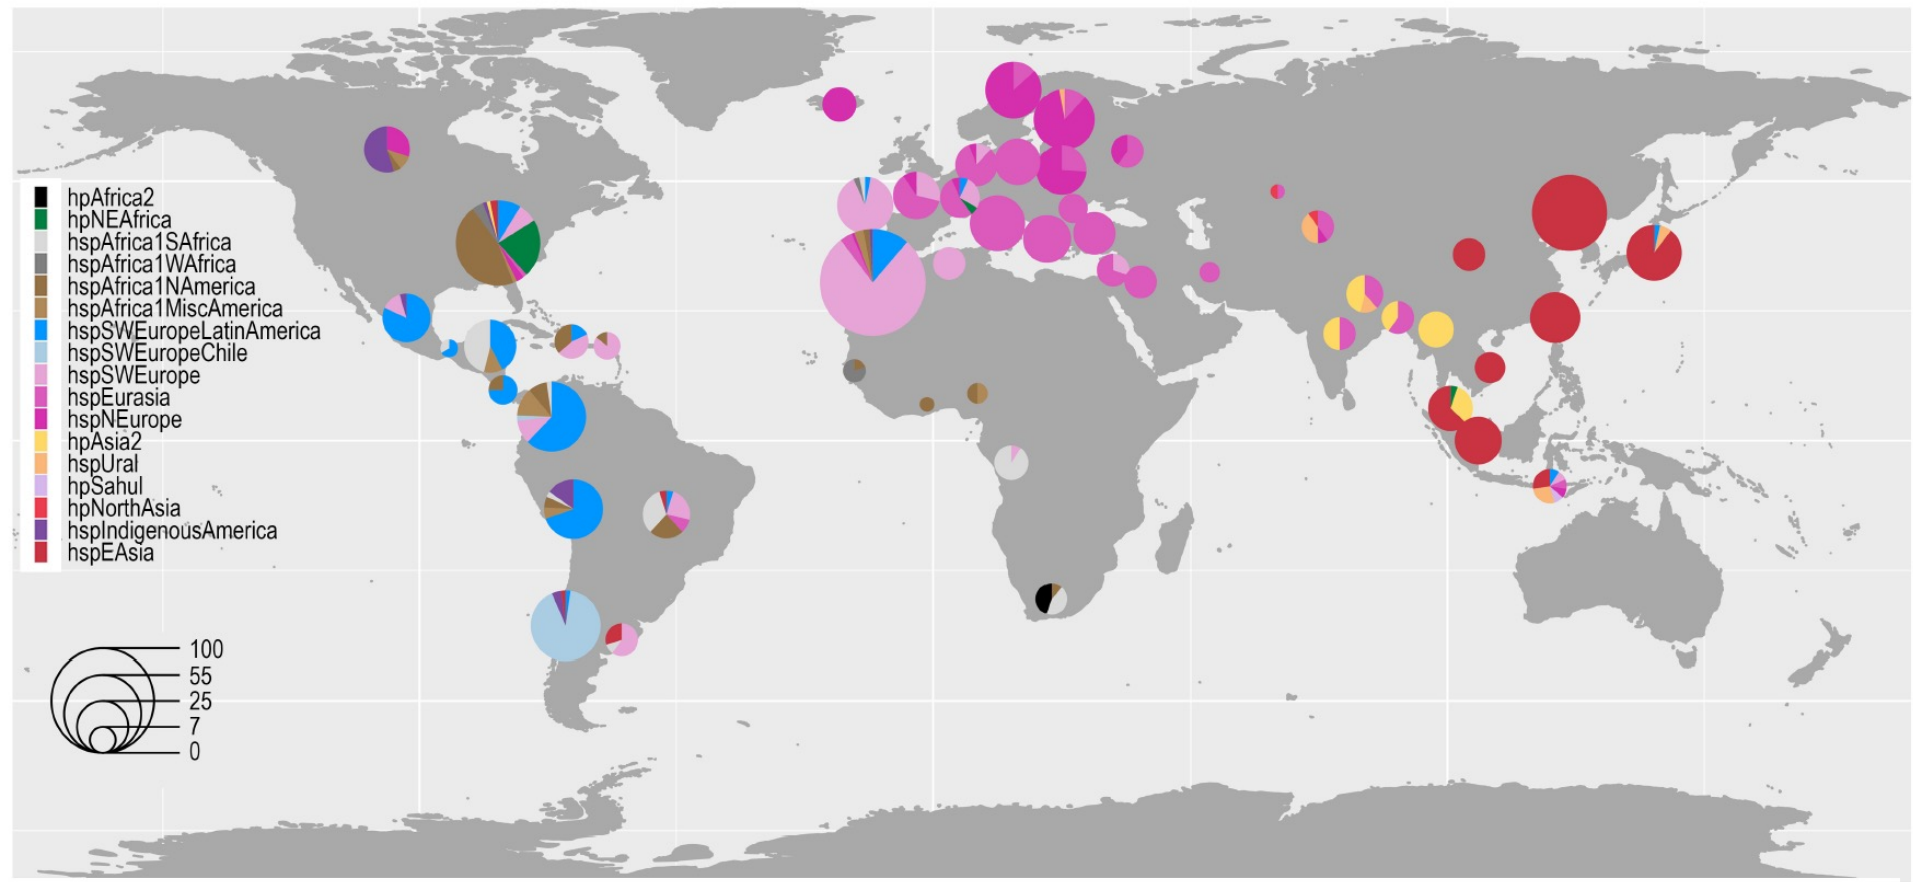 hpAfrica2
hpNEAfrica
hspAfrica1SAfrica
hspAfrica1WAfrica
hspAfrica1NAmerica
hspAfrica1MiscAmerica
hspSWEuropeLatinAmerica
hspSWEuropeChile
hspSWEurope
hspEurasia
hspNEurope
hpAsia2
hspUral
hpSahul
hpNorthAsia
hspIndigenousAmerica
hspEAsia
100
55
25
7
0